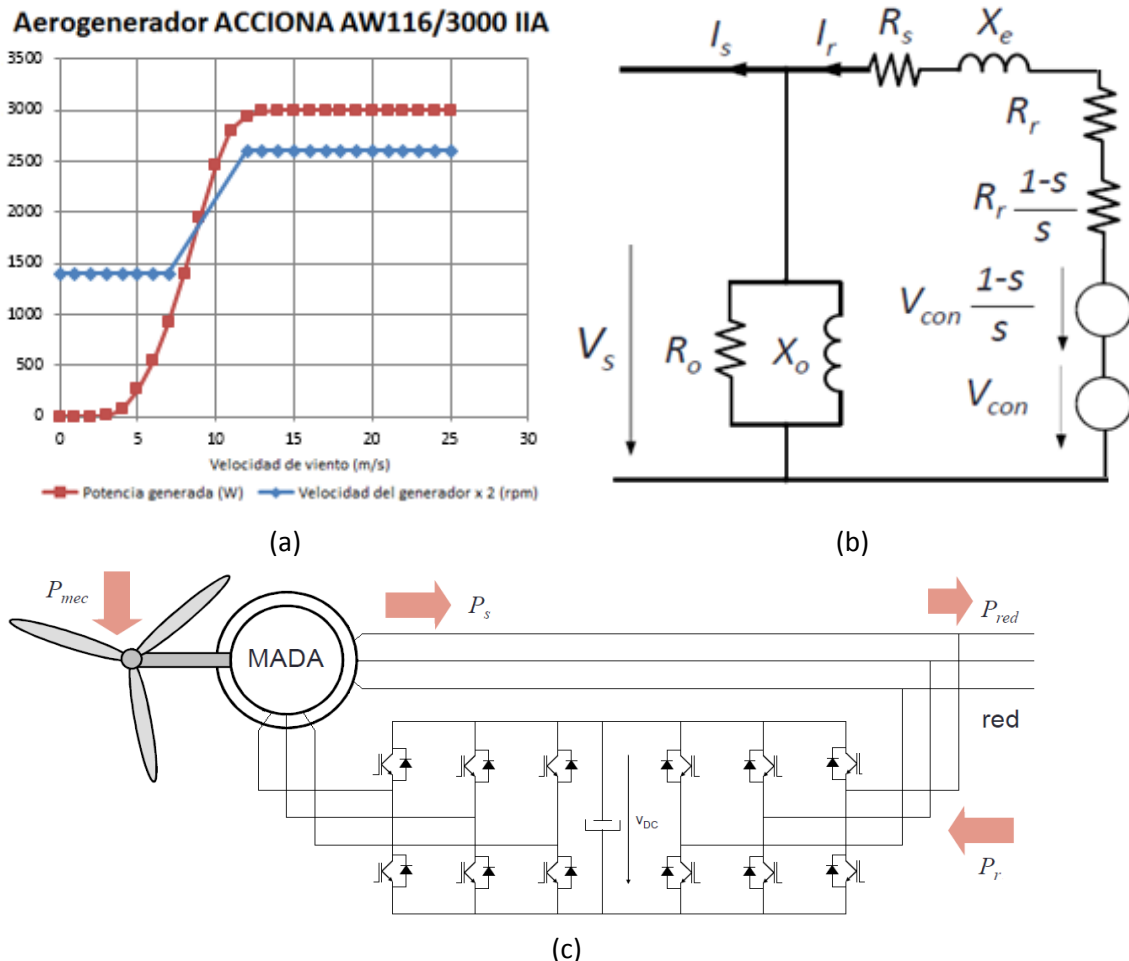 Aerogenerador ACCIONA AW116/3000 IIA
3500
3000
2500
2000
1500
1000
500
0
0 5 10 15 20 25 30
Velocidad de viento (m/s)
Potencia generada (W) Velocidad del generador x 2 (rpm)
(a)
I_s I_r R_s X_e
R_r
R_r (1-s)/s
V_con (1-s)/s
V_s R_o X_o
V_con
(b)
P_mec P_s P_red
MADA
red
V_DC
P_r
(c)